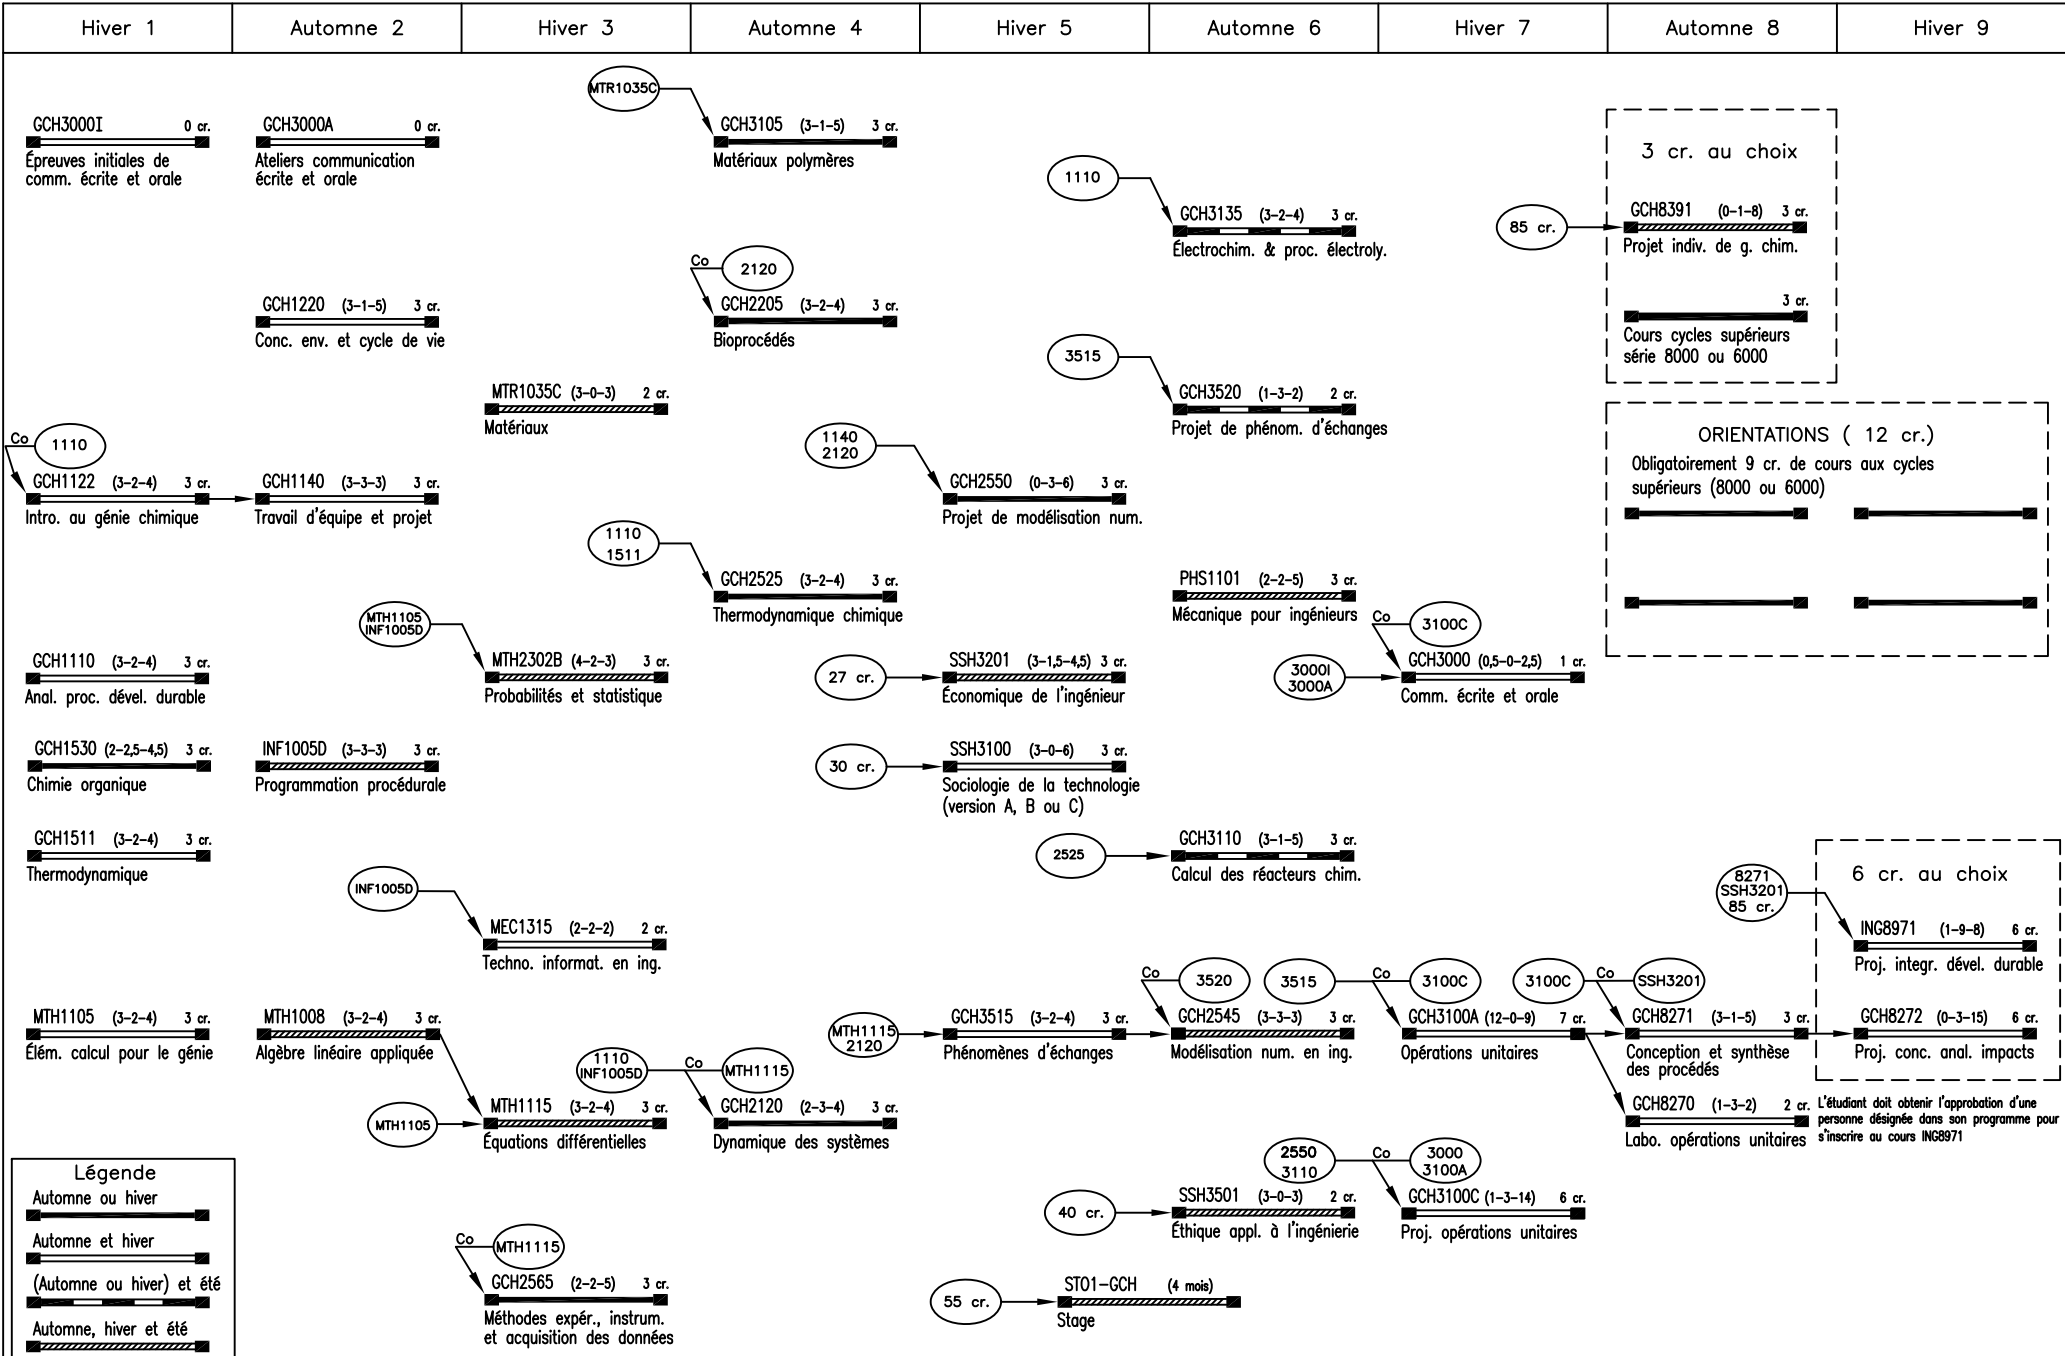 Hiver 1
Automne 2
Hiver 3
Automne 4
Hiver 5
Automne 6
Hiver 7
Automne 8
Hiver 9
GCH3000I 0 cr.
Épreuves initiales de
comm. écrite et orale
Co
1110
GCH1122 (3-2-4) 3 cr.
Intro. au génie chimique
GCH1110 (3-2-4) 3 cr.
Anal. proc. dével. durable
GCH1530 (2-2,5-4,5) 3 cr.
Chimie organique
GCH1511 (3-2-4) 3 cr.
Thermodynamique
MTH1105 (3-2-4) 3 cr.
Élém. calcul pour le génie
Légende
Automne ou hiver
Automne et hiver
(Automne ou hiver) et été
Automne, hiver et été
GCH3000A 0 cr.
Ateliers communication
écrite et orale
GCH1220 (3-1-5) 3 cr.
Conc. env. et cycle de vie
GCH1140 (3-3-3) 3 cr.
Travail d'équipe et projet
INF1005D (3-3-3) 3 cr.
Programmation procédurale
MTH1008 (3-2-4) 3 cr.
Algèbre linéaire appliquée
MTR1035C (3-0-3) 2 cr.
Matériaux
MTH1105
INF1005D
MTH2302B (4-2-3) 3 cr.
Probabilités et statistique
INF1005D
MEC1315 (2-2-2) 2 cr.
Techno. informat. en ing.
MTH1105
MTH1115 (3-2-4) 3 cr.
Équations différentielles
Co
MTH1115
GCH2565 (2-2-5) 3 cr.
Méthodes expér., instrum.
et acquisition des données
MTR1035C
GCH3105 (3-1-5) 3 cr.
Matériaux polymères
Co
2120
GCH2205 (3-2-4) 3 cr.
Bioprocédés
1110
1511
GCH2525 (3-2-4) 3 cr.
Thermodynamique chimique
1110
INF1005D
Co
MTH1115
GCH2120 (2-3-4) 3 cr.
Dynamique des systèmes
1140
2120
GCH2550 (0-3-6) 3 cr.
Projet de modélisation num.
27 cr.
SSH3201 (3-1,5-4,5) 3 cr.
Économique de l'ingénieur
30 cr.
SSH3100 (3-0-6) 3 cr.
Sociologie de la technologie
(version A, B ou C)
MTH1115
2120
GCH3515 (3-2-4) 3 cr.
Phénomènes d'échanges
55 cr.
ST01-GCH (4 mois)
Stage
1110
GCH3135 (3-2-4) 3 cr.
Électrochim. & proc. électroly.
3515
GCH3520 (1-3-2) 2 cr.
Projet de phénom. d'échanges
PHS1101 (2-2-5) 3 cr.
Mécanique pour ingénieurs
2525
GCH3110 (3-1-5) 3 cr.
Calcul des réacteurs chim.
Co
3520
GCH2545 (3-3-3) 3 cr.
Modélisation num. en ing.
40 cr.
SSH3501 (3-0-3) 2 cr.
Éthique appl. à l'ingénierie
Co
3100C
3000I
3000A
GCH3000 (0,5-0-2,5) 1 cr.
Comm. écrite et orale
3515
Co
3100C
GCH3100A (12-0-9) 7 cr.
Opérations unitaires
2550
3110
Co
3000
3100A
GCH3100C (1-3-14) 6 cr.
Proj. opérations unitaires
3 cr. au choix
85 cr.
GCH8391 (0-1-8) 3 cr.
Projet indiv. de g. chim.
3 cr.
Cours cycles supérieurs
série 8000 ou 6000
ORIENTATIONS ( 12 cr.)
Obligatoirement 9 cr. de cours aux cycles
supérieurs (8000 ou 6000)
3100C
Co
SSH3201
GCH8271 (3-1-5) 3 cr.
Conception et synthèse
des procédés
GCH8270 (1-3-2) 2 cr.
Labo. opérations unitaires
6 cr. au choix
8271
SSH3201
85 cr.
ING8971 (1-9-8) 6 cr.
Proj. integr. dével. durable
GCH8272 (0-3-15) 6 cr.
Proj. conc. anal. impacts
L'étudiant doit obtenir l'approbation d'une
personne désignée dans son programme pour
s'inscrire au cours ING8971